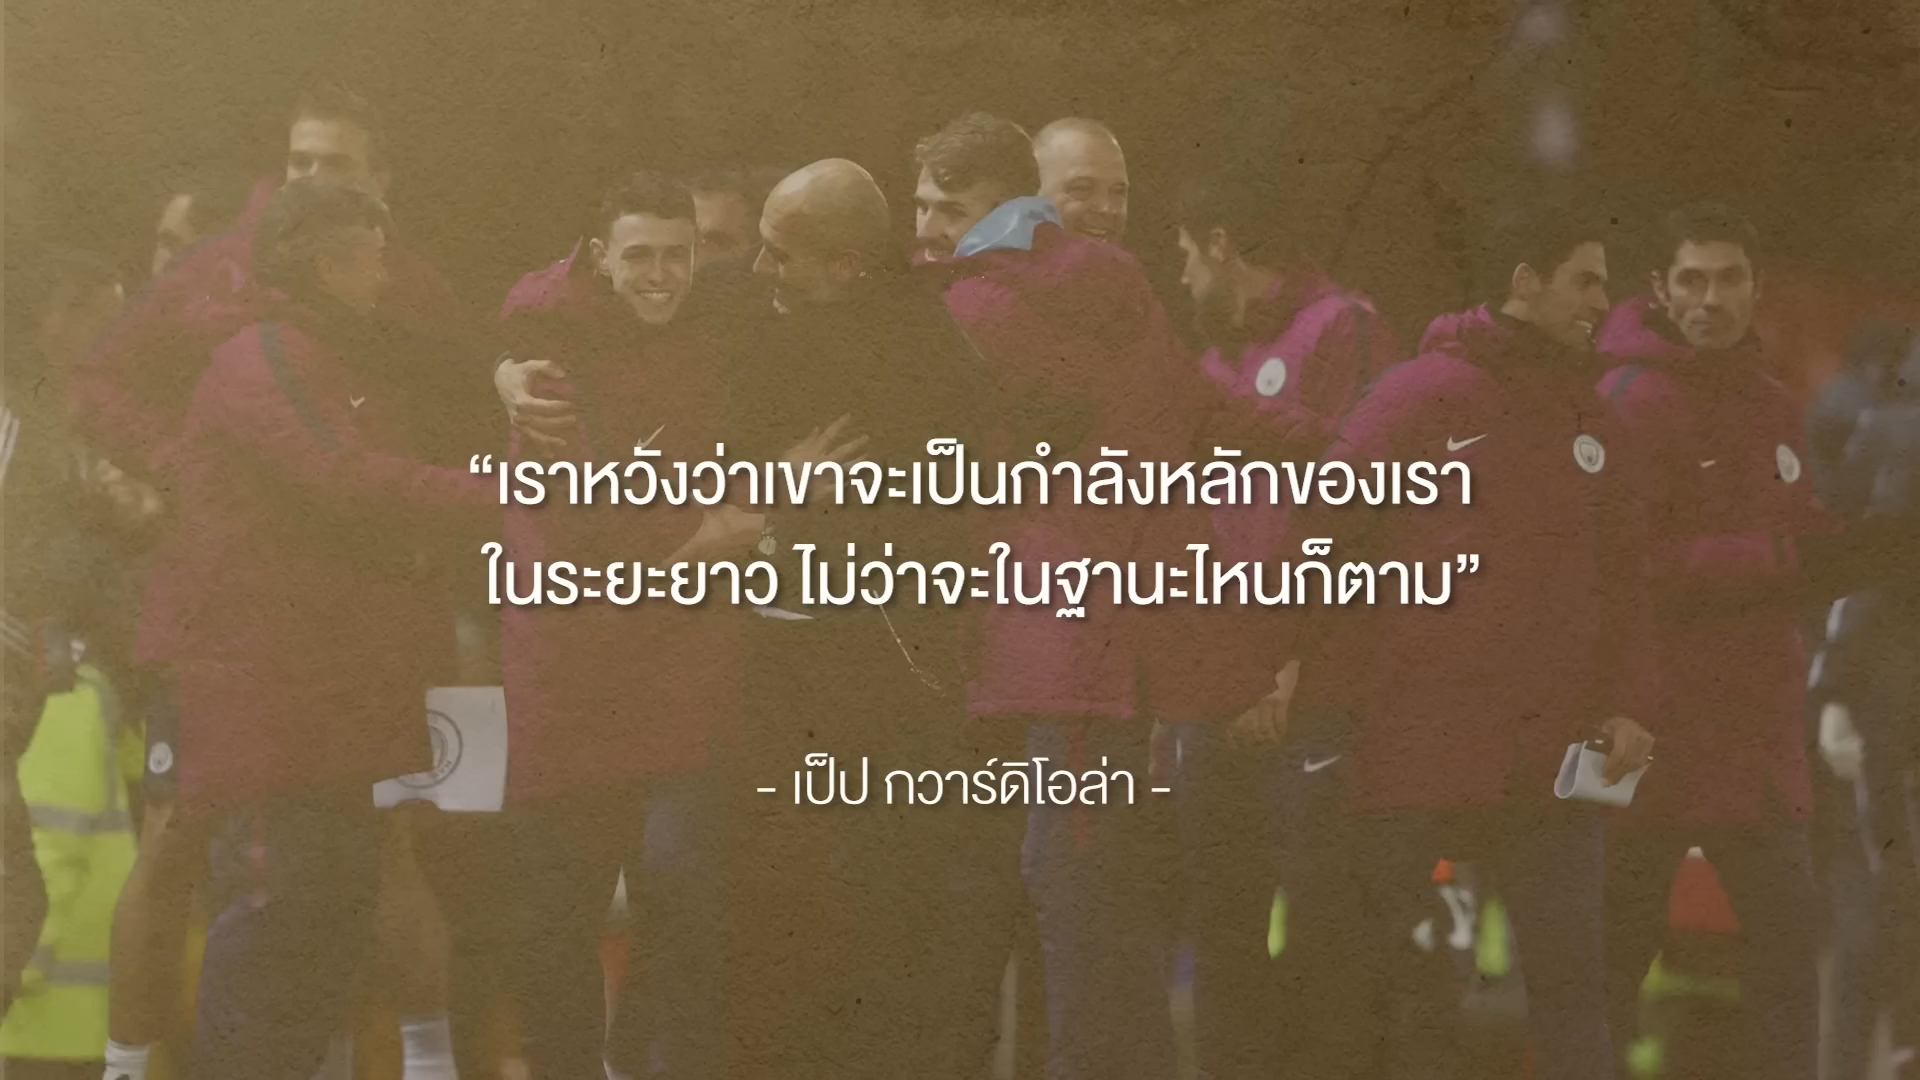 “เราหวังว่าเขาจะเป็นกำลังหลักของเรา
ในระยะยาว ไม่ว่าจะในฐานะไหนก็ตาม”
- เป็ป กวาร์ดิโอล่า -